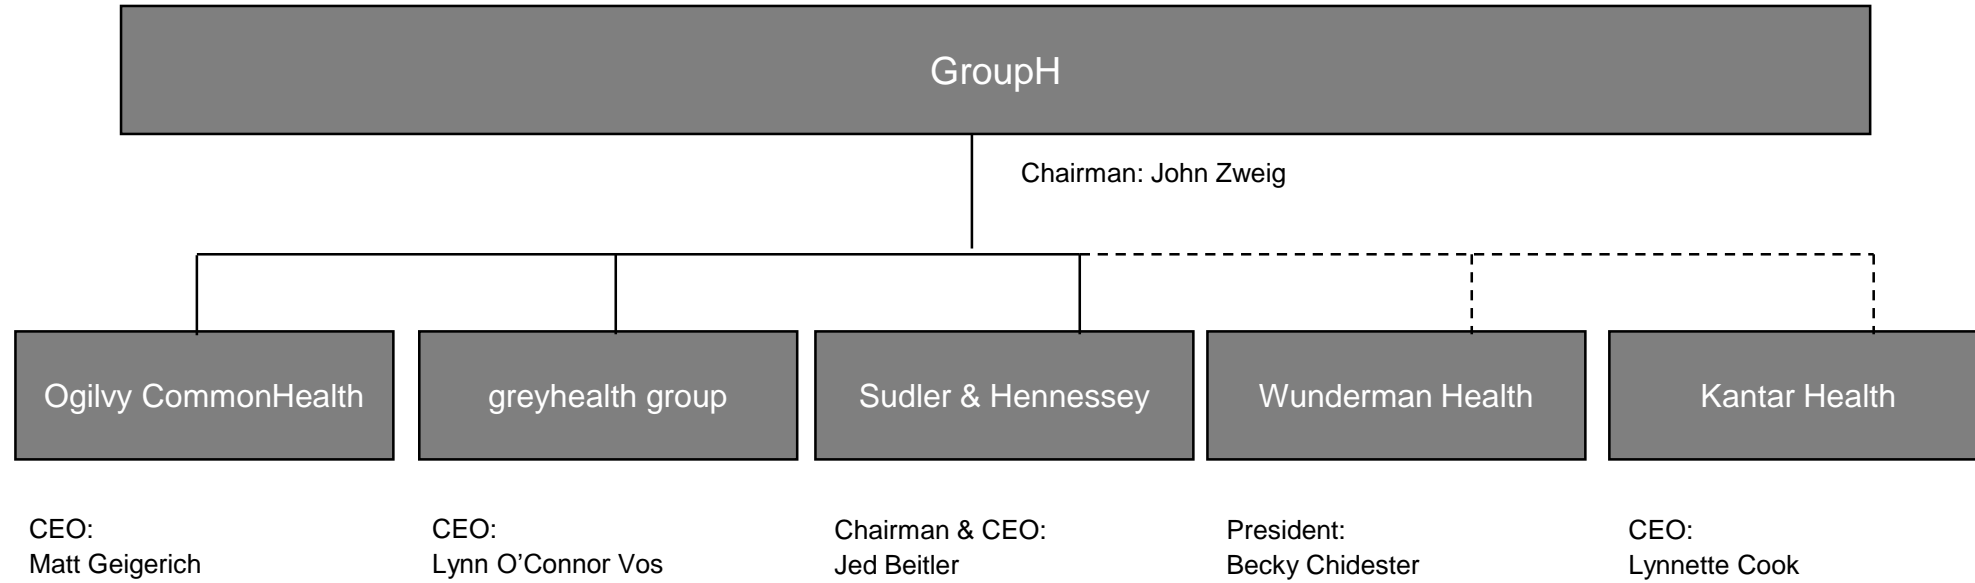 GroupH
Chairman: John Zweig
Ogilvy CommonHealth
greyhealth group
Sudler & Hennessey
Wunderman Health
Kantar Health
CEO:
Matt Geigerich
CEO:
Lynn O’Connor Vos
Chairman & CEO:
Jed Beitler
President:
Becky Chidester
CEO:
Lynnette Cook